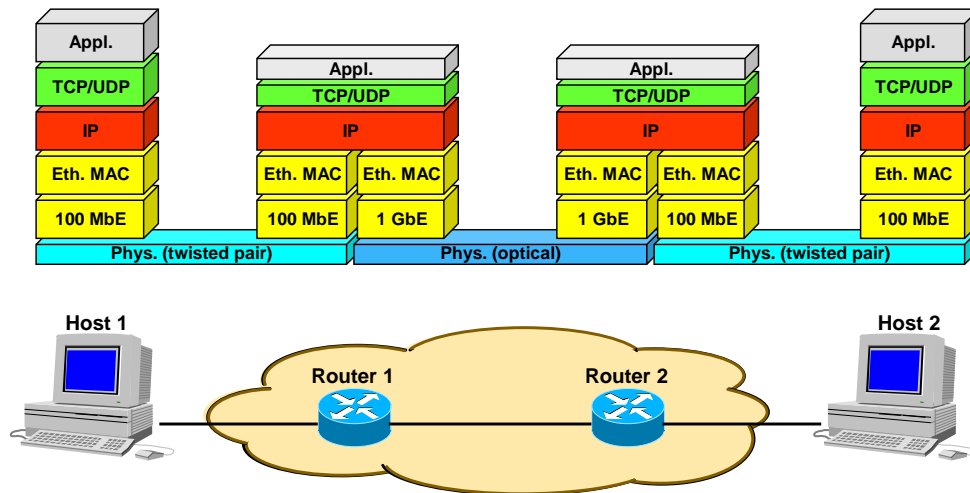 Appl.
Appl.
TCP/UDP
Appl.
Appl.
TCP/UDP
TCP/UDP
TCP/UDP
IP
IP
IP
IP
Eth. MAC
Eth. MAC
Eth. MAC
Eth. MAC
Eth. MAC
Eth. MAC
100 MbE
100 MbE
1 GbE
1 GbE
100 MbE
100 MbE
Phys. (twisted pair)
Phys. (optical)
Phys. (twisted pair)
Host 1
Host 2
Router 1
Router 2